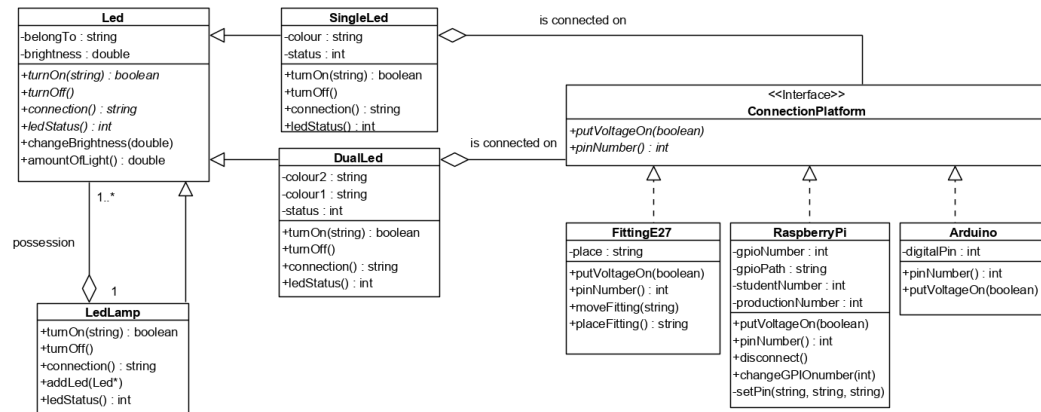 Led
-belongTo : string
-brightness : double
+turnOn(string) : boolean
+turnOff()
+connection() : string
+ledStatus() : int
+changeBrightness(double)
+amountOfLight() : double
SingleLed
-colour : string
-status : int
+turnOn(string) : boolean
+turnOff()
+connection() : string
+ledStatus() : int
is connected on
DualLed
-colour2 : string
-colour1 : string
-status : int
+turnOn(string) : boolean
+turnOff()
+connection() : string
+ledStatus() : int
is connected on
<<Interface>>
ConnectionPlatform
+putVoltageOn(boolean)
+pinNumber() : int
1..*
possession
1
LedLamp
+turnOn(string) : boolean
+turnOff()
+connection() : string
+addLed(Led*)
+ledStatus() : int
FittingE27
-place : string
+putVoltageOn(boolean)
+pinNumber() : int
+moveFitting(string)
+placeFitting() : string
RaspberryPi
-gpioNumber : int
-gpioPath : string
-studentNumber : int
-productionNumber : int
+putVoltageOn(boolean)
+pinNumber() : int
+disconnect()
+changeGPIOnumber(int)
-setPin(string, string, string)
Arduino
-digitalPin : int
+pinNumber() : int
+putVoltageOn(boolean)